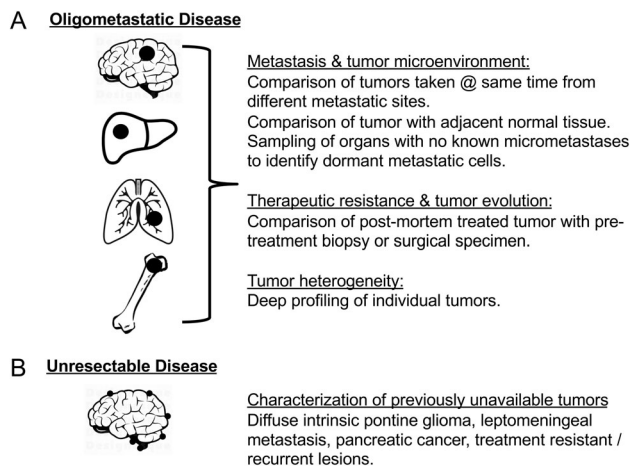 A Oligometastatic Disease
Metastasis & tumor microenvironment:
Comparison of tumors taken @ same time from
different metastatic sites.
Comparison of tumor with adjacent normal tissue.
Sampling of organs with no known micrometastases
to identify dormant metastatic cells.
Therapeutic resistance & tumor evolution:
Comparison of post-mortem treated tumor with pre-
treatment biopsy or surgical specimen.
Tumor heterogeneity:
Deep profiling of individual tumors.
B Unresectable Disease
Characterization of previously unavailable tumors
Diffuse intrinsic pontine glioma, leptomeningeal
metastasis, pancreatic cancer, treatment resistant /
recurrent lesions.